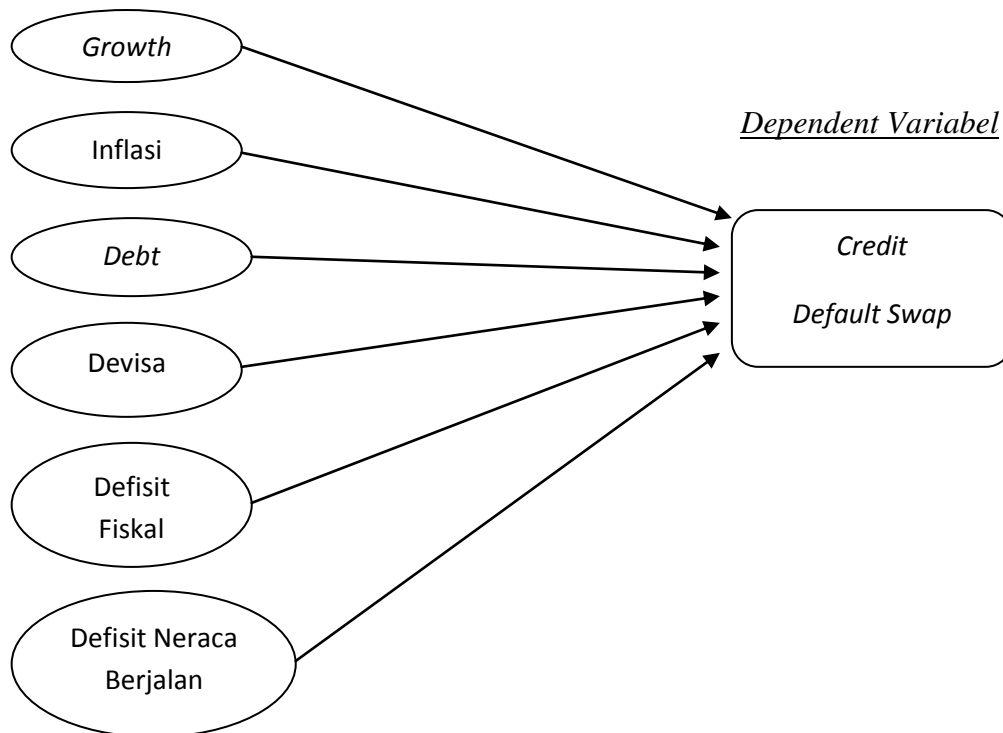 Growth
Inflasi
Debt
Devisa
Defisit
Fiskal
Defisit Neraca
Berjalan
Dependent Variabel
Credit
Default Swap